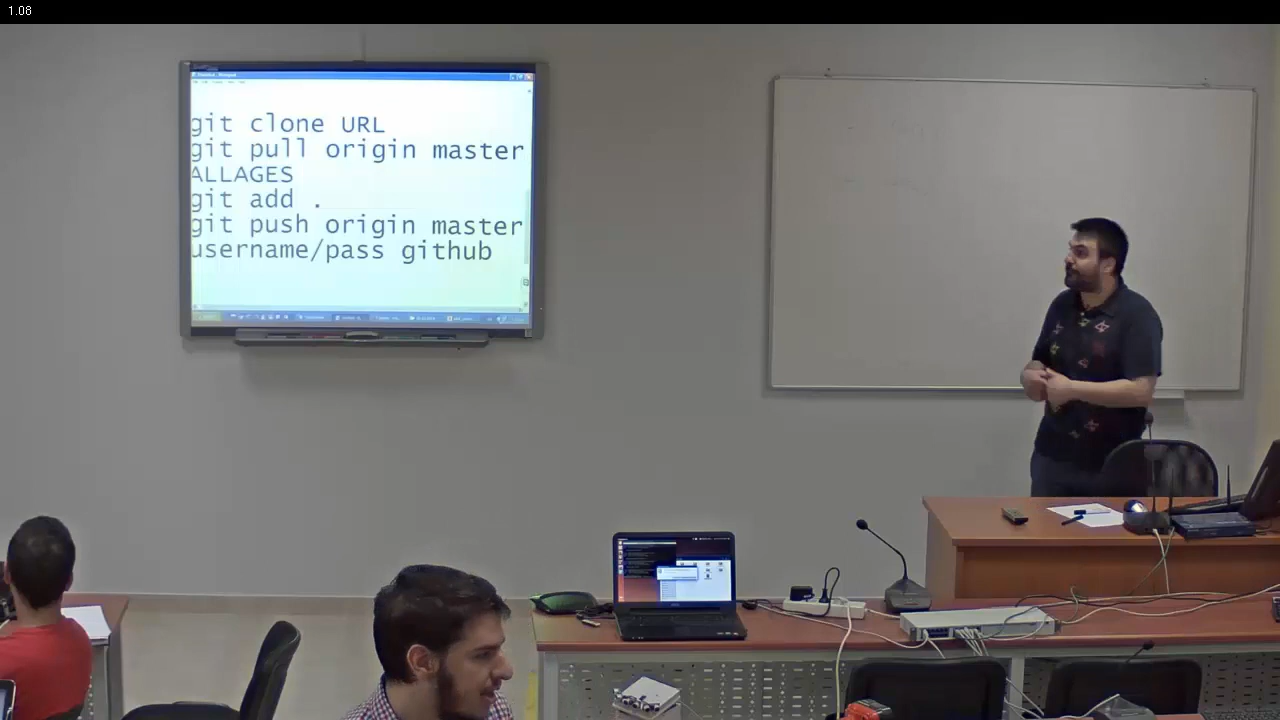 1.08
git clone URL
git pull origin master
ALLAGES
git add .
git push origin master
username/pass github